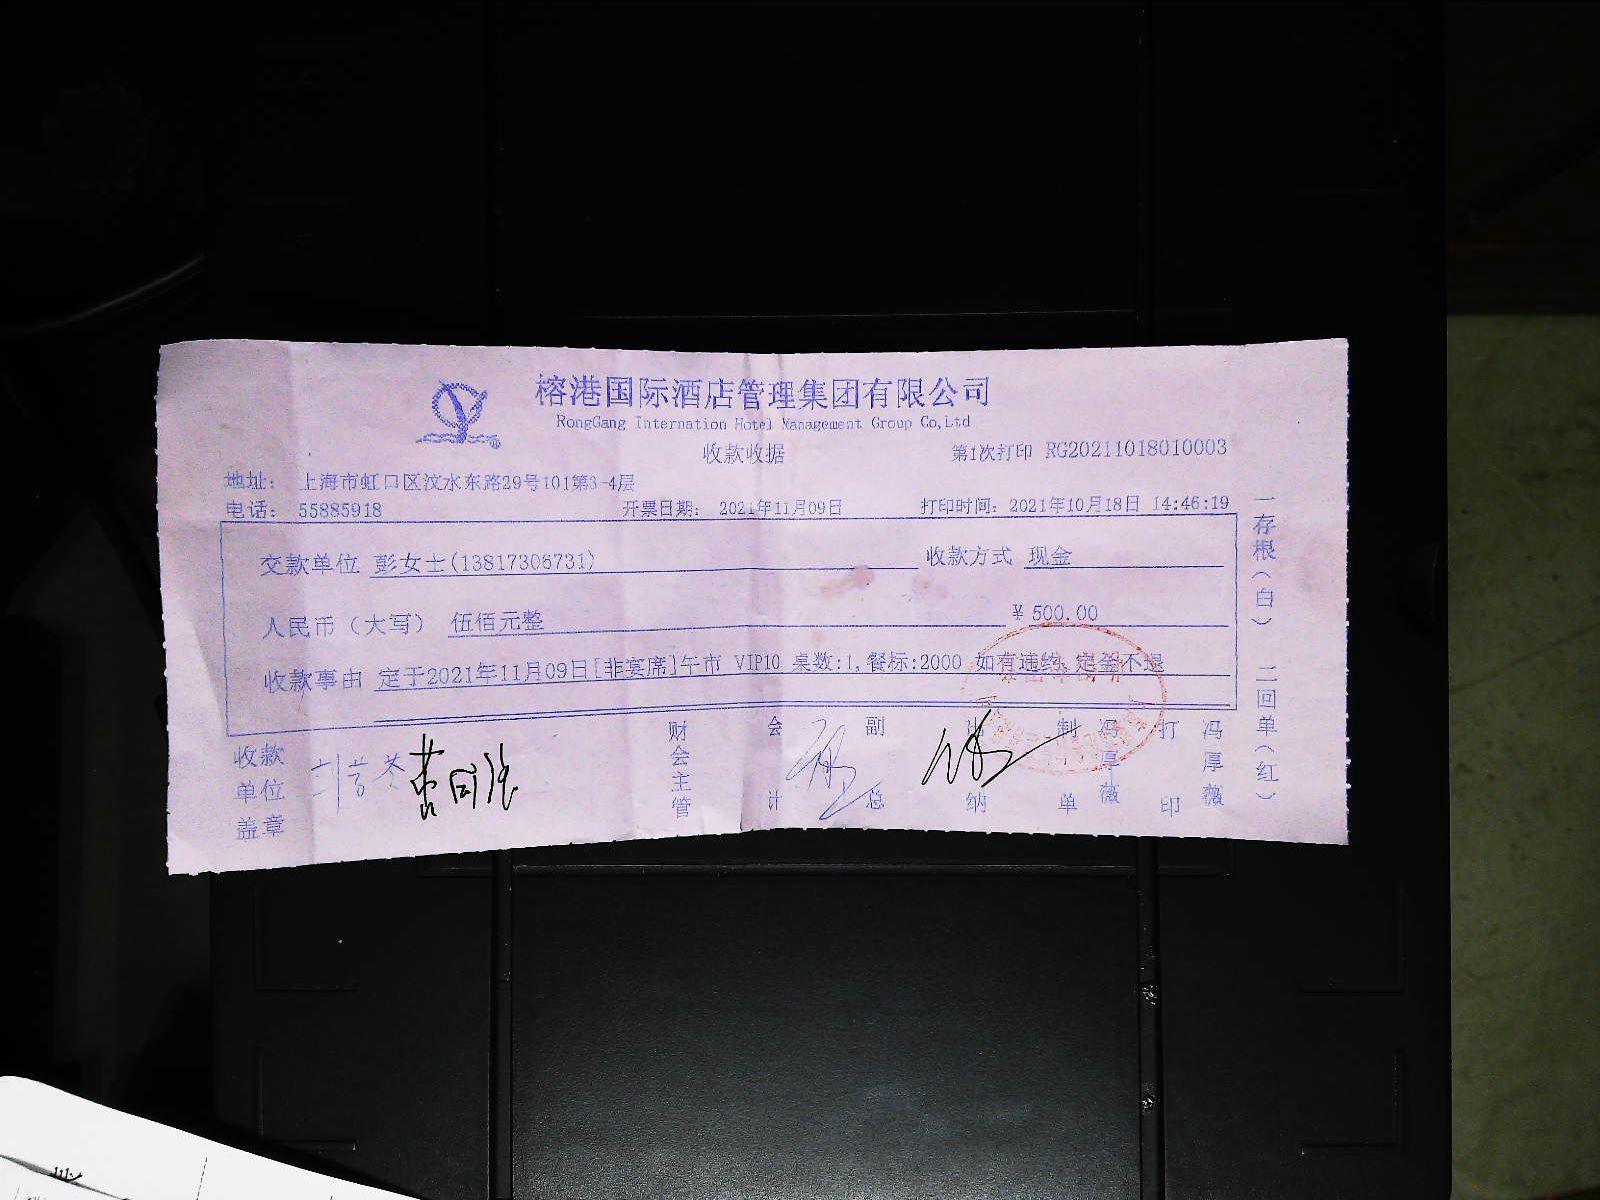 榕港国际酒店管理集团有限公司
RongGang Internation Hotel Management Group Co,Ltd
收款收据
第1次打印 RG20211018010003
地址： 上海市虹口区汶水东路29号101第3-4层
电话： 55885918 开票日期： 2021年11月09日 打印时间：2021年10月18日 14:46:19
交款单位 彭女士(13817306731) 收款方式 现金
人民币（大写） 伍佰元整 ￥500.00
收款事由 定于2021年11月09日[非宴席]午市 VIP10 桌数:1,餐标:2000 如有违约，定金不退
收款单位盖章
财会主管
会计
副总
出纳
制单
冯厚薇
打印
冯厚薇
一存根(白) 二回单(红)